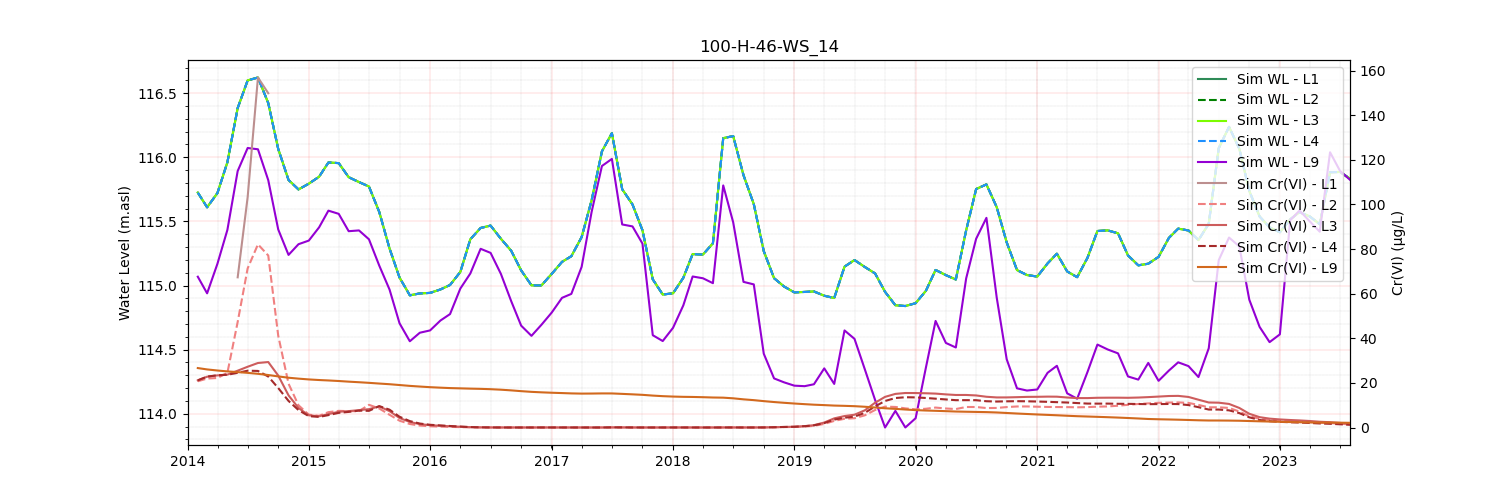 100-H-46-WS_14
Water Level (m.asl)
116.5
116.0
115.5
115.0
114.5
114.0
2014
2015
2016
2017
2018
2019
2020
2021
2022
2023
160
140
120
100
80
60
40
20
0
Cr(VI) (µg/L)
Sim WL - L1
Sim WL - L2
Sim WL - L3
Sim WL - L4
Sim WL - L9
Sim Cr(VI) - L1
Sim Cr(VI) - L2
Sim Cr(VI) - L3
Sim Cr(VI) - L4
Sim Cr(VI) - L9